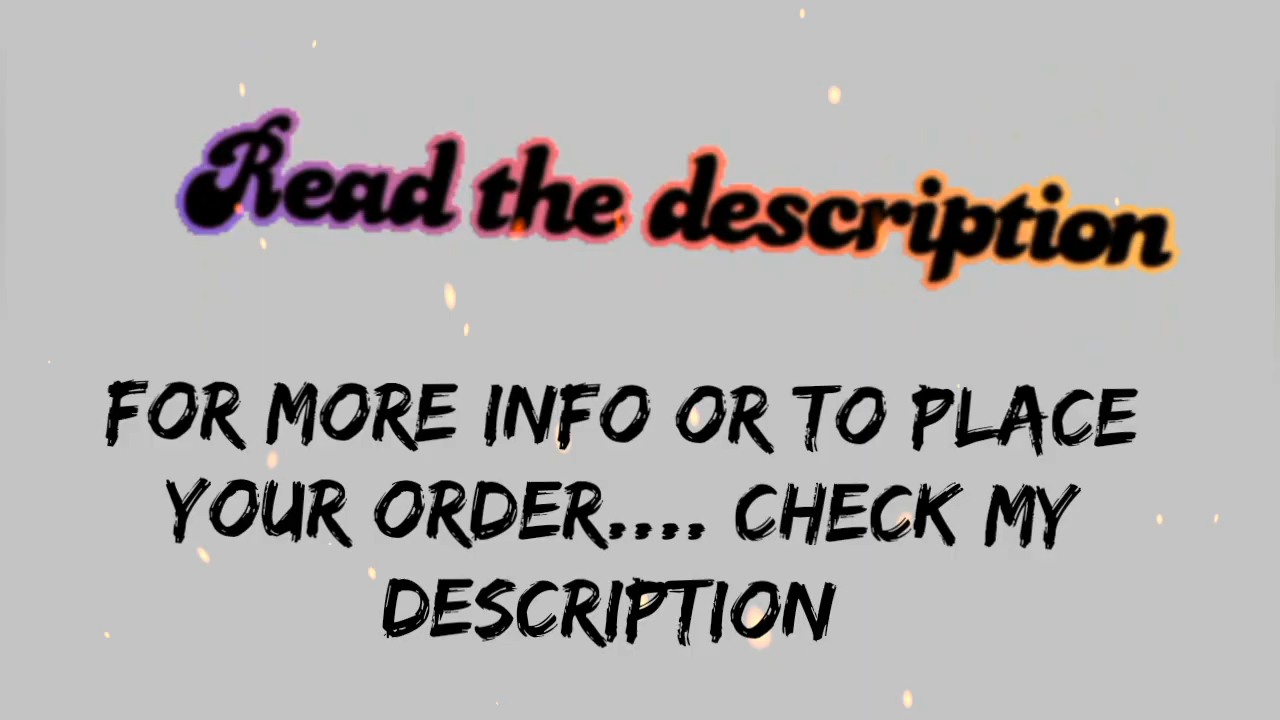 Read the description
FOR MORE INFO OR TO PLACE
YOUR ORDER.... CHECK MY
DESCRIPTION